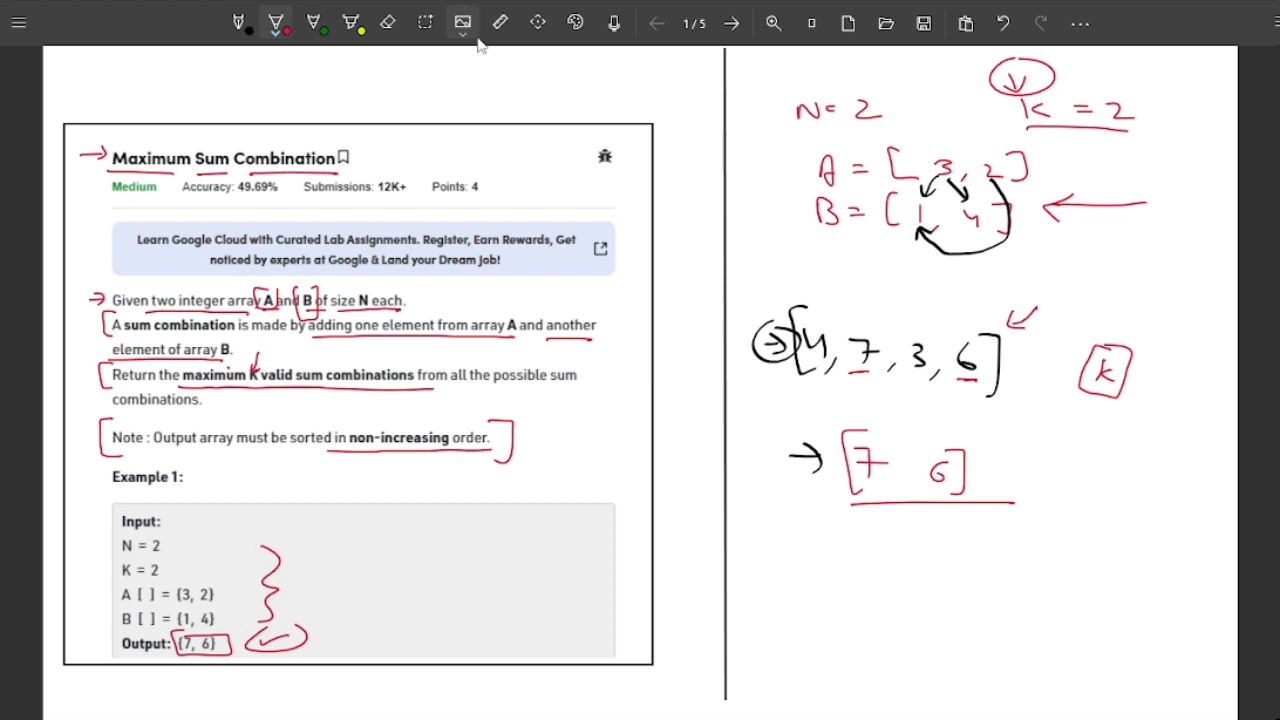 1/5
Maximum Sum Combination
Medium Accuracy: 49.69% Submissions: 12K+ Points: 4
Learn Google Cloud with Curated Lab Assignments. Register, Earn Rewards, Get
noticed by experts at Google & Land your Dream Job!
Given two integer array A and B of size N each.
A sum combination is made by adding one element from array A and another
element of array B.
Return the maximum K valid sum combinations from all the possible sum
combinations.
Note : Output array must be sorted in non-increasing order.
Example 1:
Input:
N = 2
K = 2
A [ ] = {3, 2}
B [ ] = {1, 4}
Output: {7, 6}
N = 2 K = 2
A = [ 3, 2 ]
B = [ 1 4 ]
[4, 7, 3, 6]
k
[7 6]